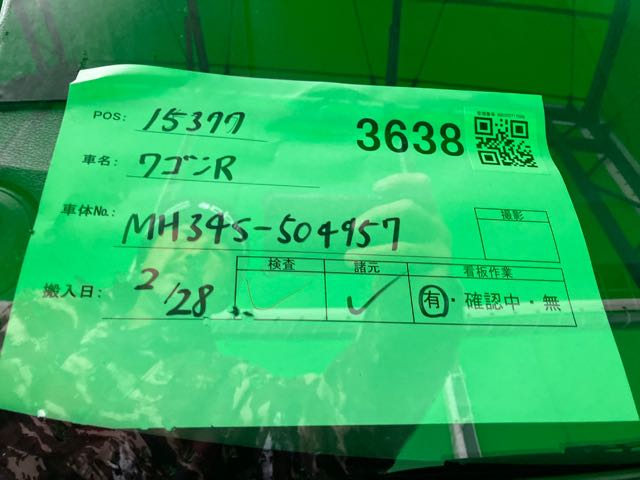 POS: 15377
3638
車名: ワゴンR
車体No.: MH34S-504957
撮影
検査 諸元 看板作業
搬入日: 2/28
有・確認中・無